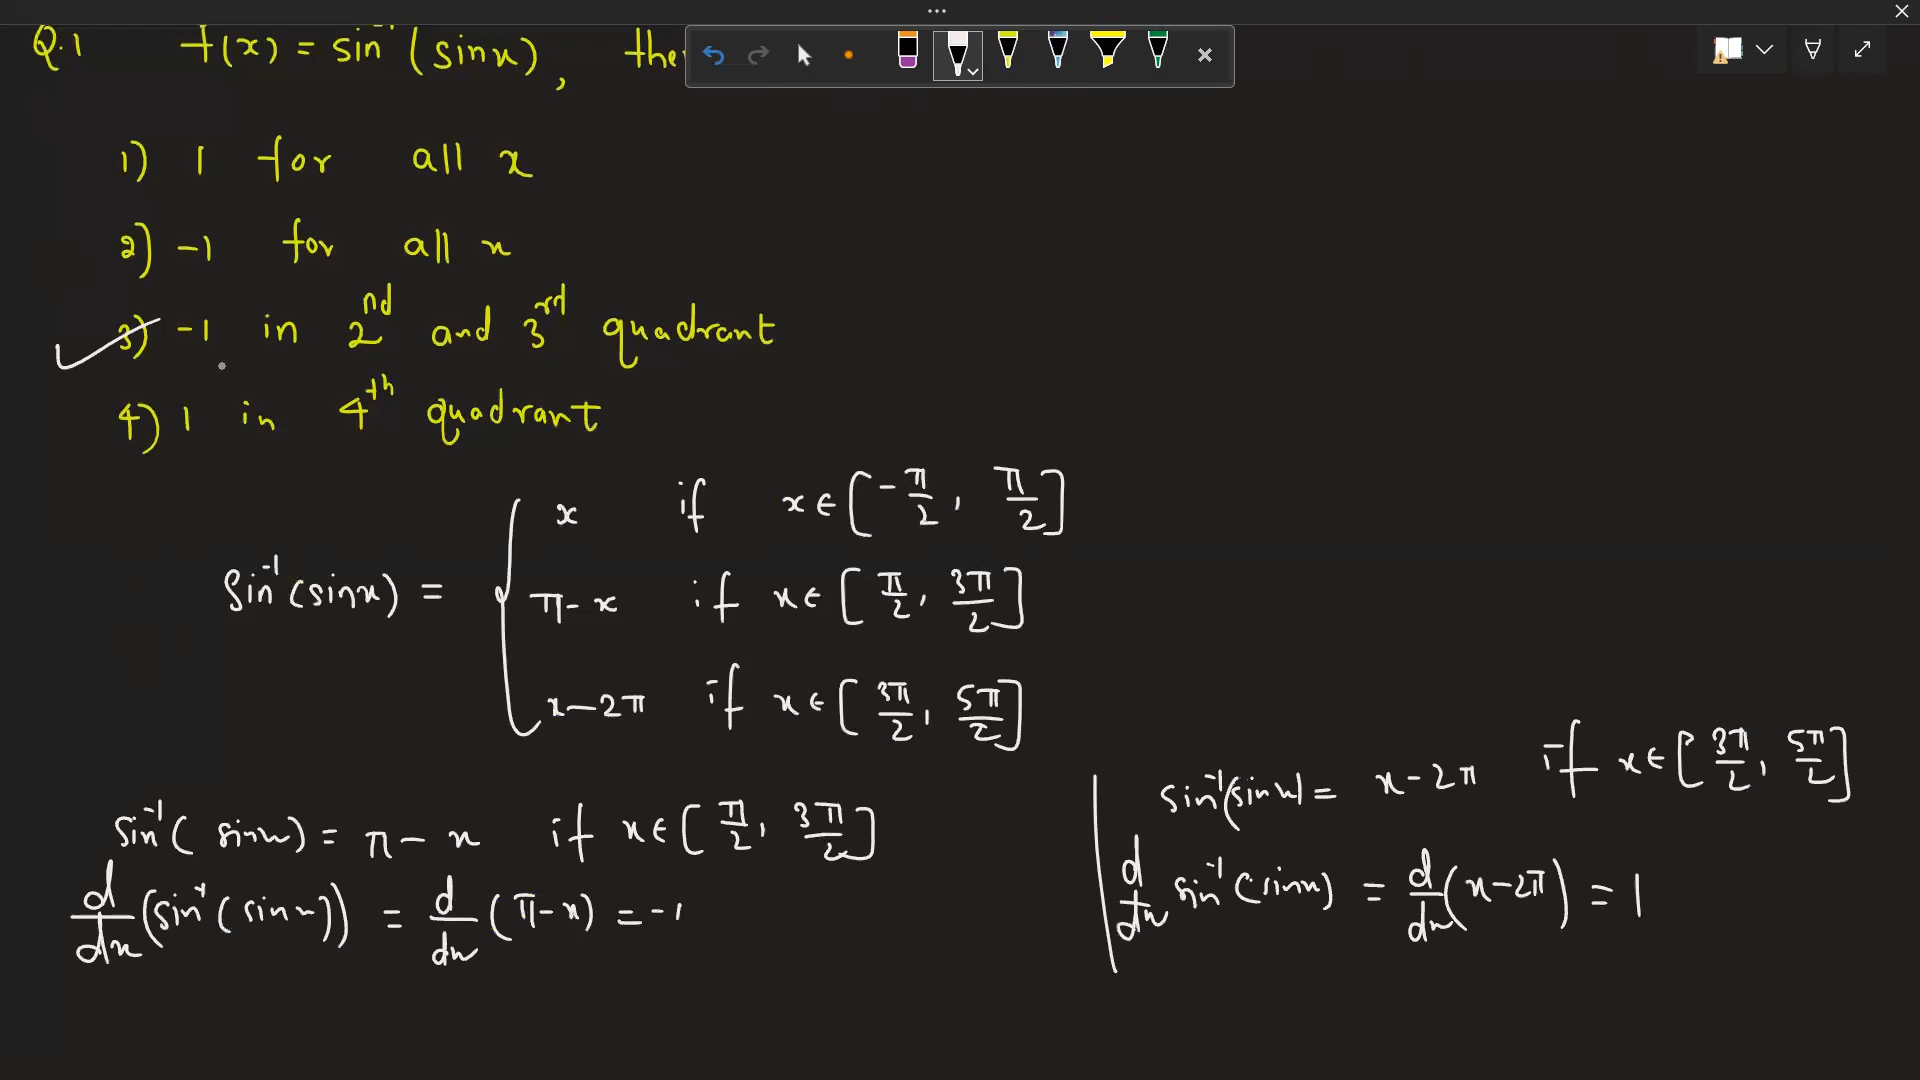 Q.1 f(x) = sin⁻¹(sinx), the
1) 1 for all x
2) -1 for all x
3) -1 in 2nd and 3rd quadrant
4) 1 in 4th quadrant
sin⁻¹(sinx) = { x if x∈[-π/2, π/2]
π-x if x∈[π/2, 3π/2]
x-2π if x∈[3π/2, 5π/2]
sin⁻¹(sinx) = π-x if x∈[π/2, 3π/2]
d/dx(sin⁻¹(sinx)) = d/dx(π-x) = -1
sin⁻¹(sinx) = x-2π if x∈[3π/2, 5π/2]
d/dx sin⁻¹(sinx) = d/dx(x-2π) = 1